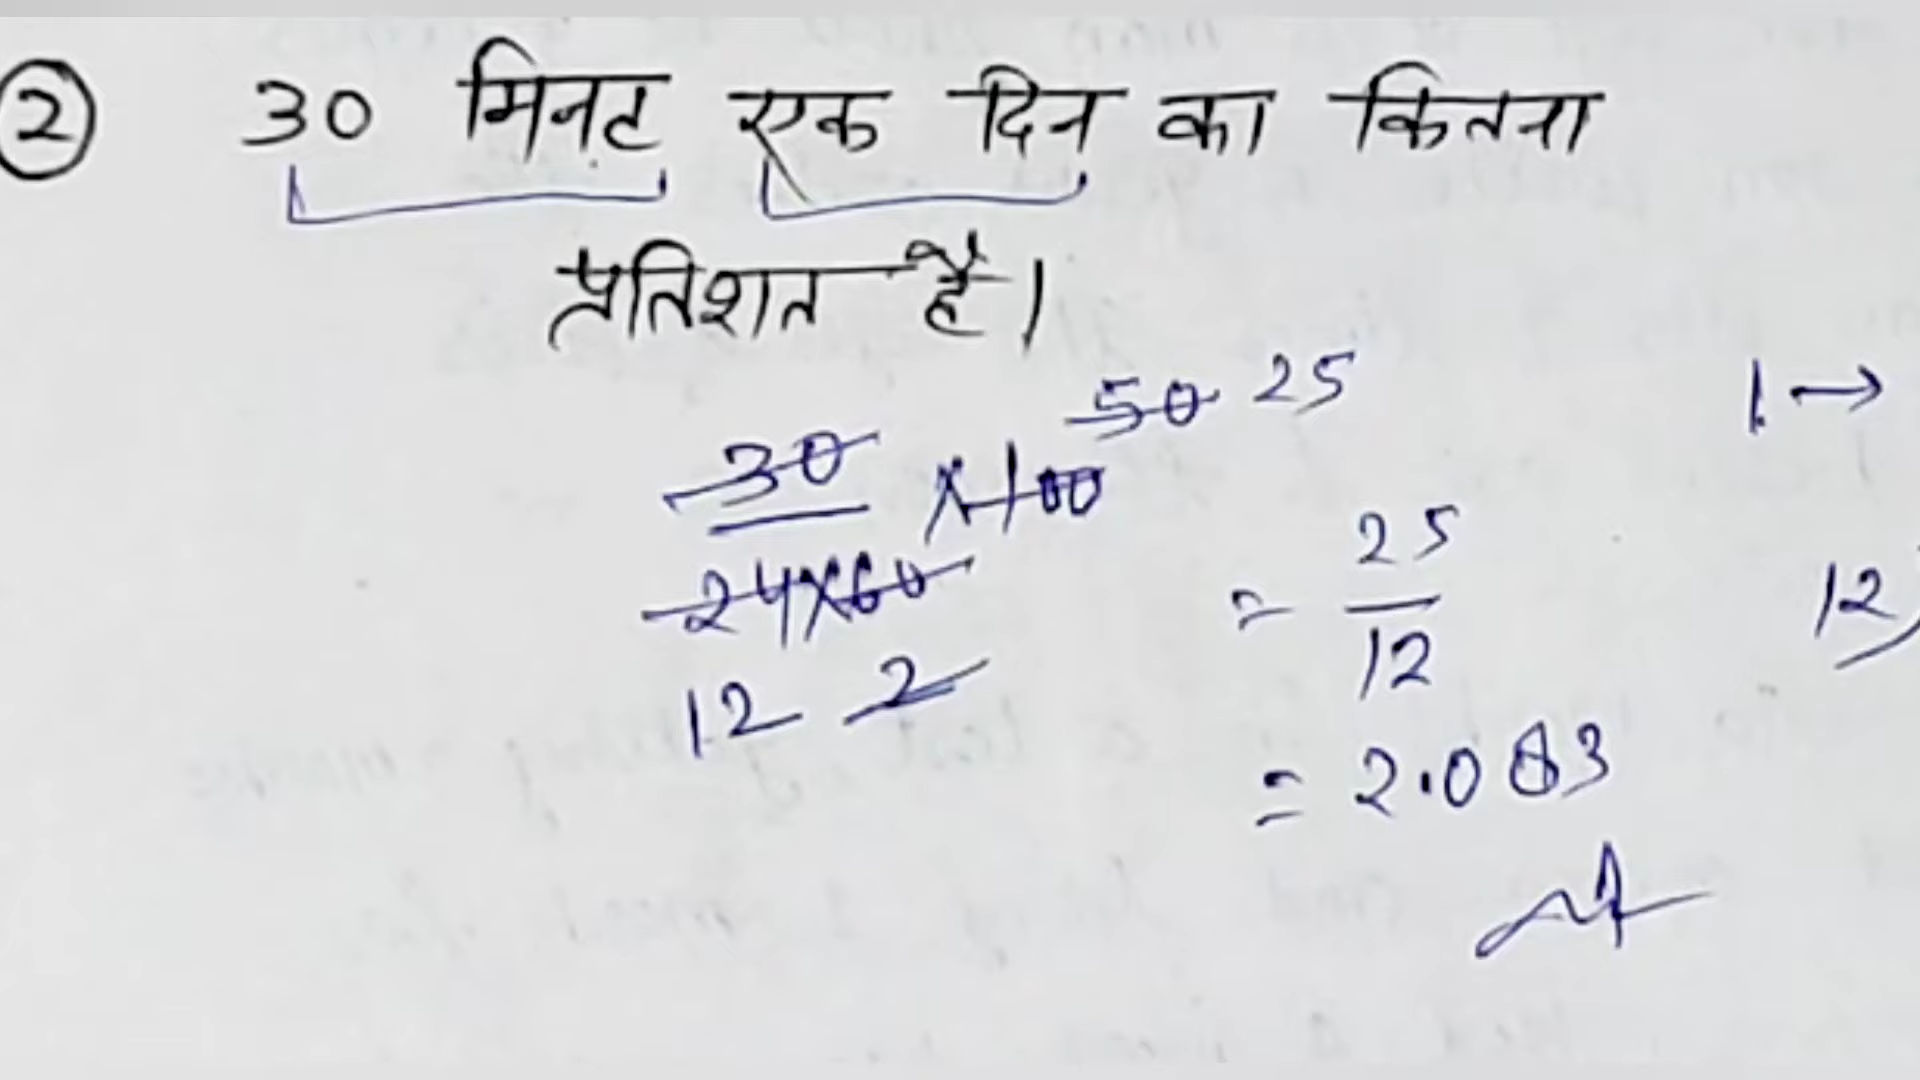 ② 30 मिनट एक दिन का कितना
प्रतिशत है।
50 25
30 × 100
24×60
12 2
= 25
12
= 2.083
1 →
12)